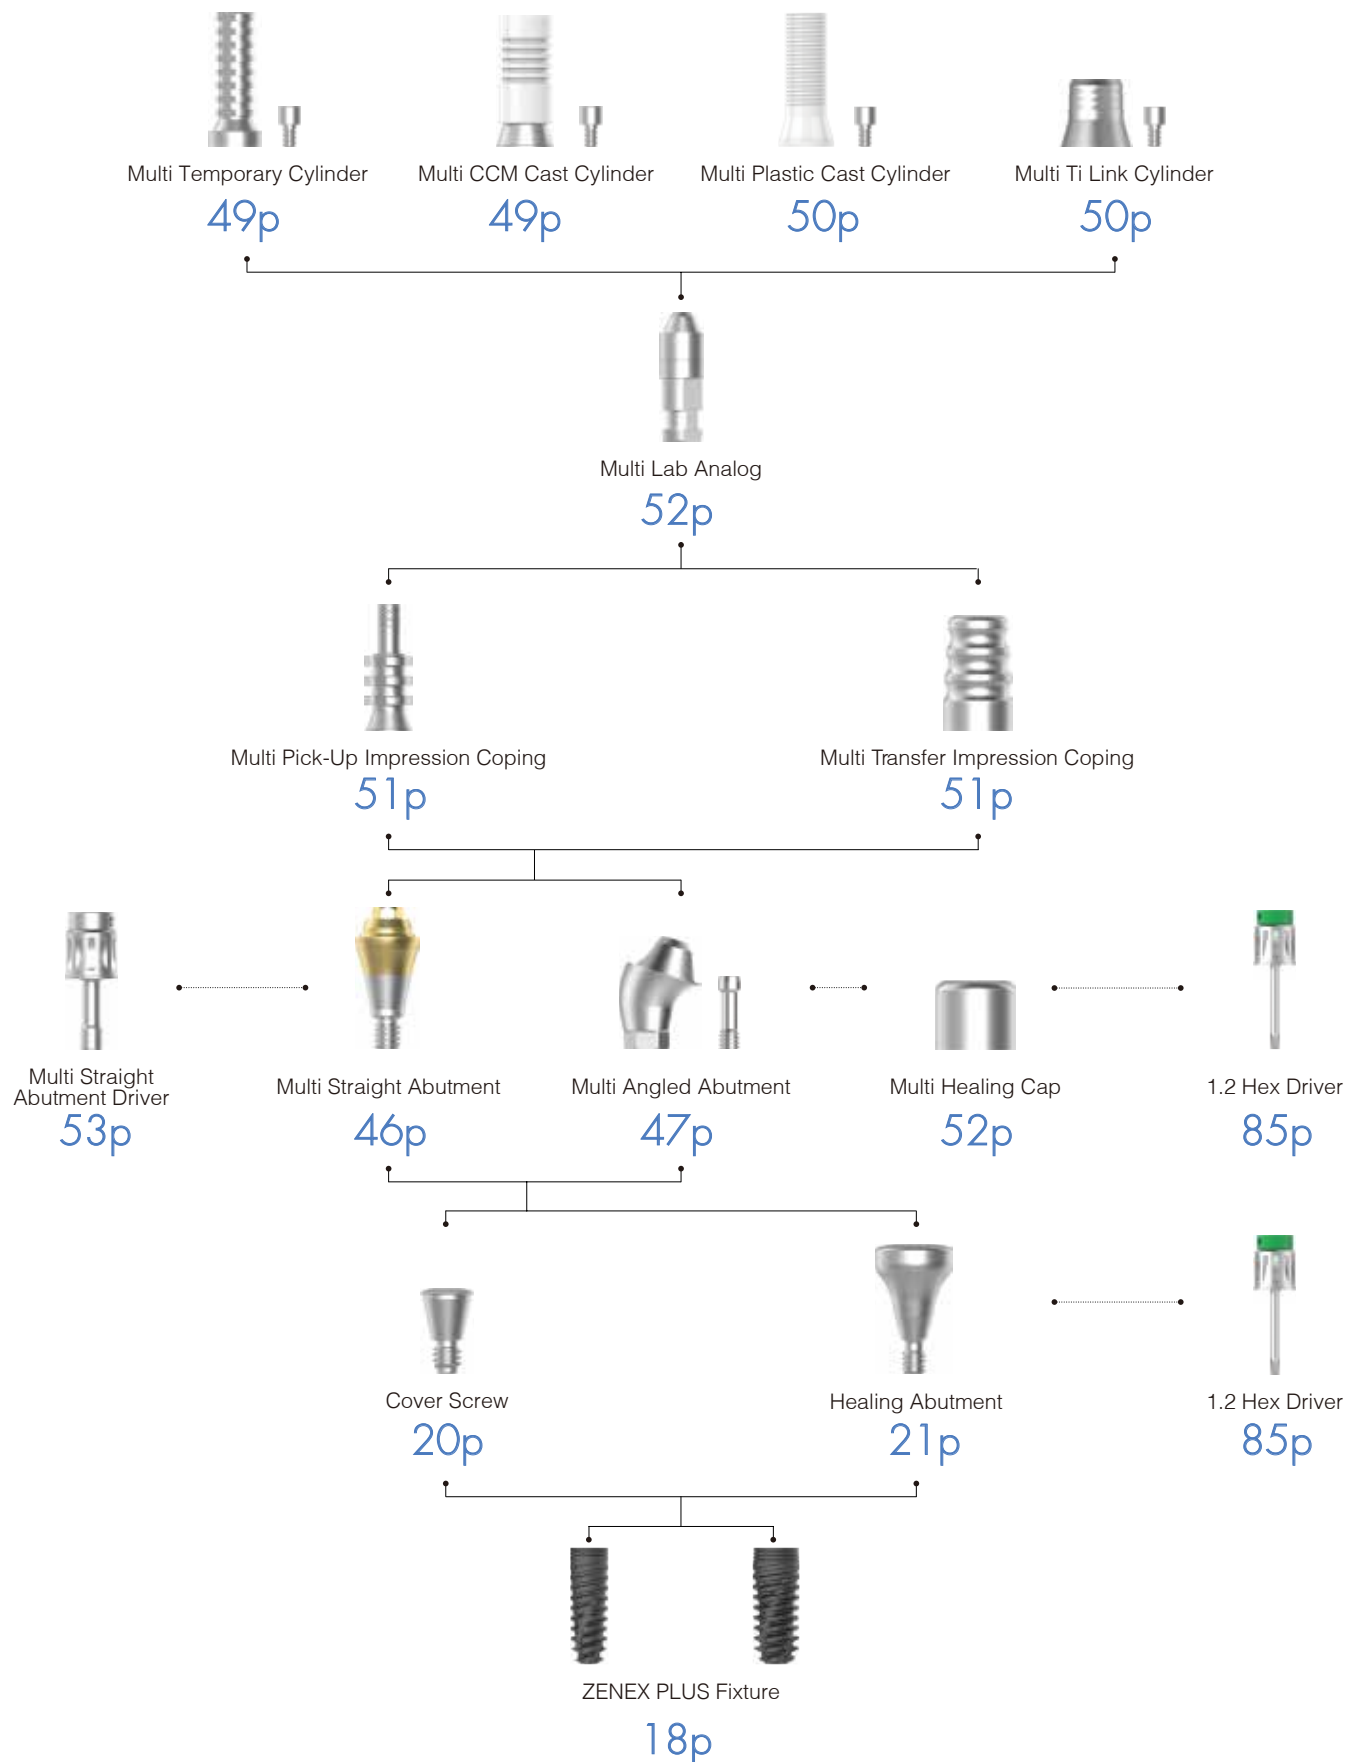 Multi Temporary Cylinder
49p
Multi CCM Cast Cylinder
49p
Multi Plastic Cast Cylinder
50p
Multi Ti Link Cylinder
50p
Multi Lab Analog
52p
Multi Pick-Up Impression Coping
51p
Multi Transfer Impression Coping
51p
Multi Straight
Abutment Driver
53p
Multi Straight Abutment
46p
Multi Angled Abutment
47p
Multi Healing Cap
52p
1.2 Hex Driver
85p
Cover Screw
20p
Healing Abutment
21p
1.2 Hex Driver
85p
ZENEX PLUS Fixture
18p